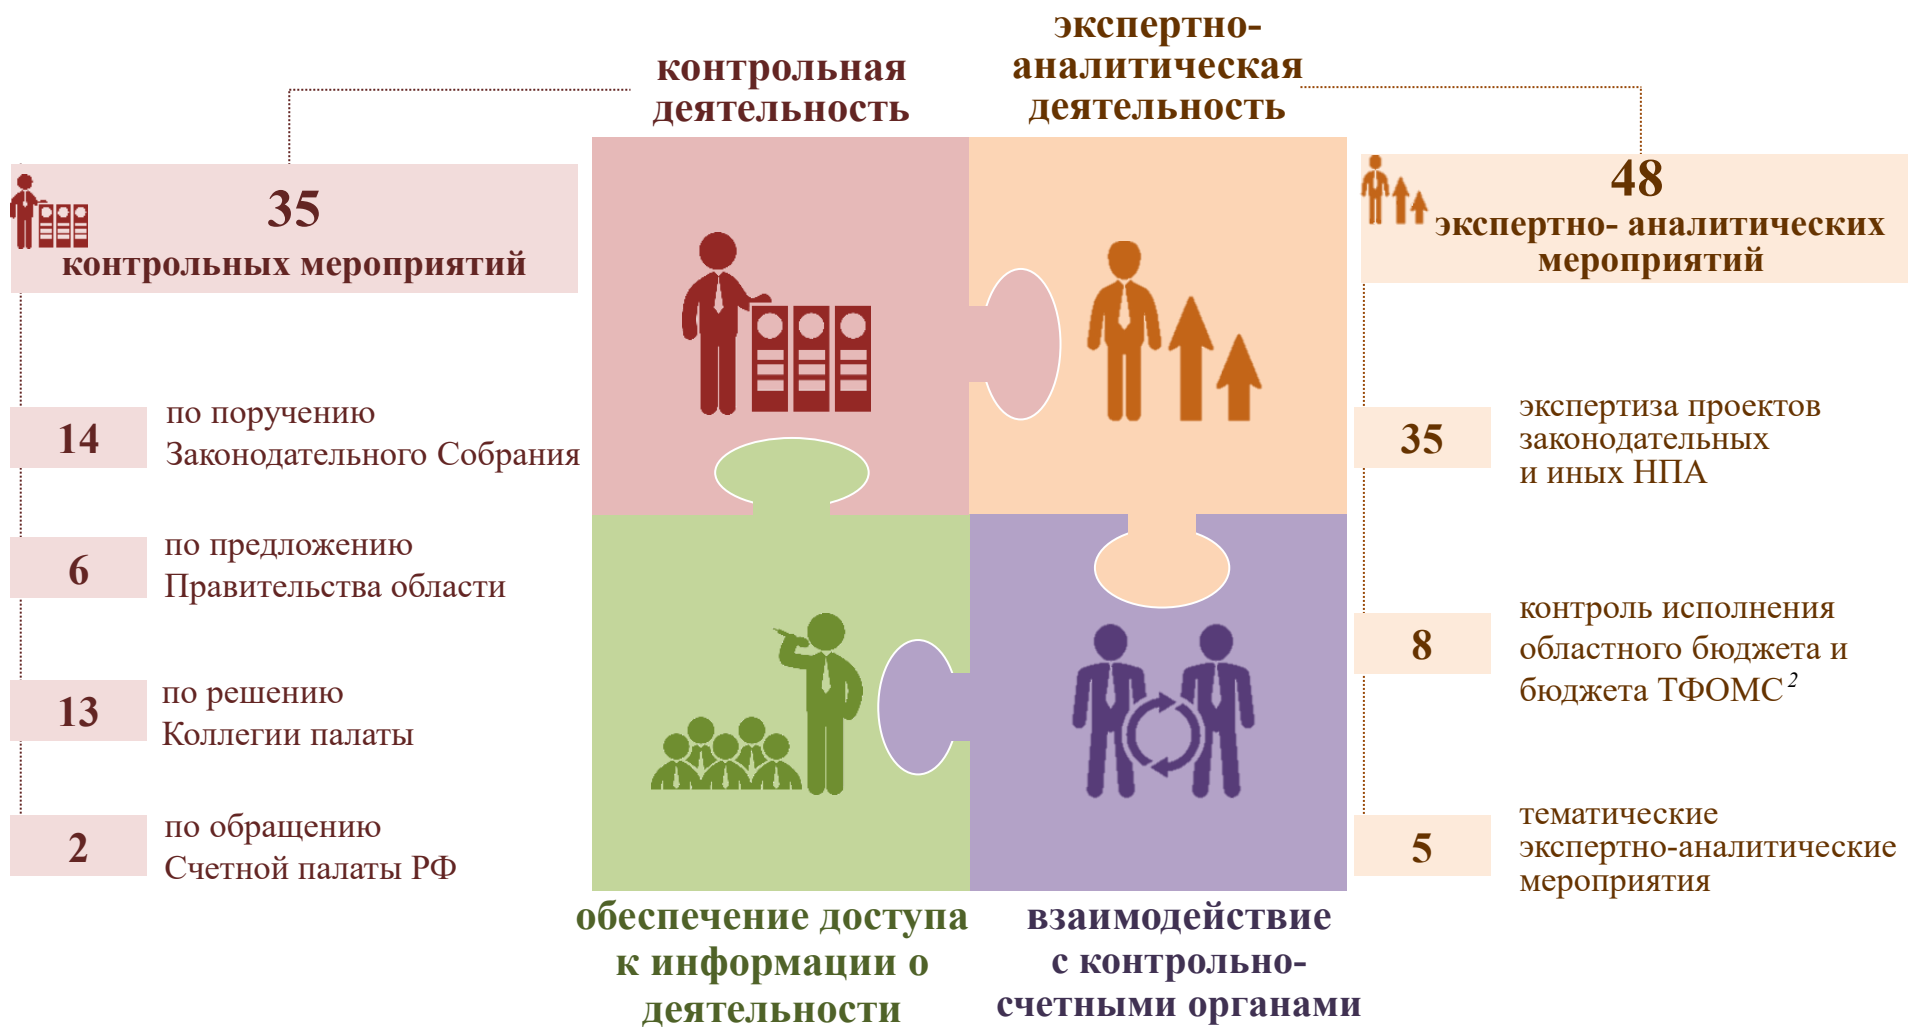 контрольная
деятельность
экспертно-
аналитическая
деятельность
35
контрольных мероприятий
14
по поручению
Законодательного Собрания
6
по предложению
Правительства области
13
по решению
Коллегии палаты
2
по обращению
Счетной палаты РФ
48
экспертно- аналитических
мероприятий
35
экспертиза проектов
законодательных
и иных НПА
8
контроль исполнения
областного бюджета и
бюджета ТФОМС2
5
тематические
экспертно-аналитические
мероприятия
обеспечение доступа
к информации о
деятельности
взаимодействие
с контрольно-
счетными органами